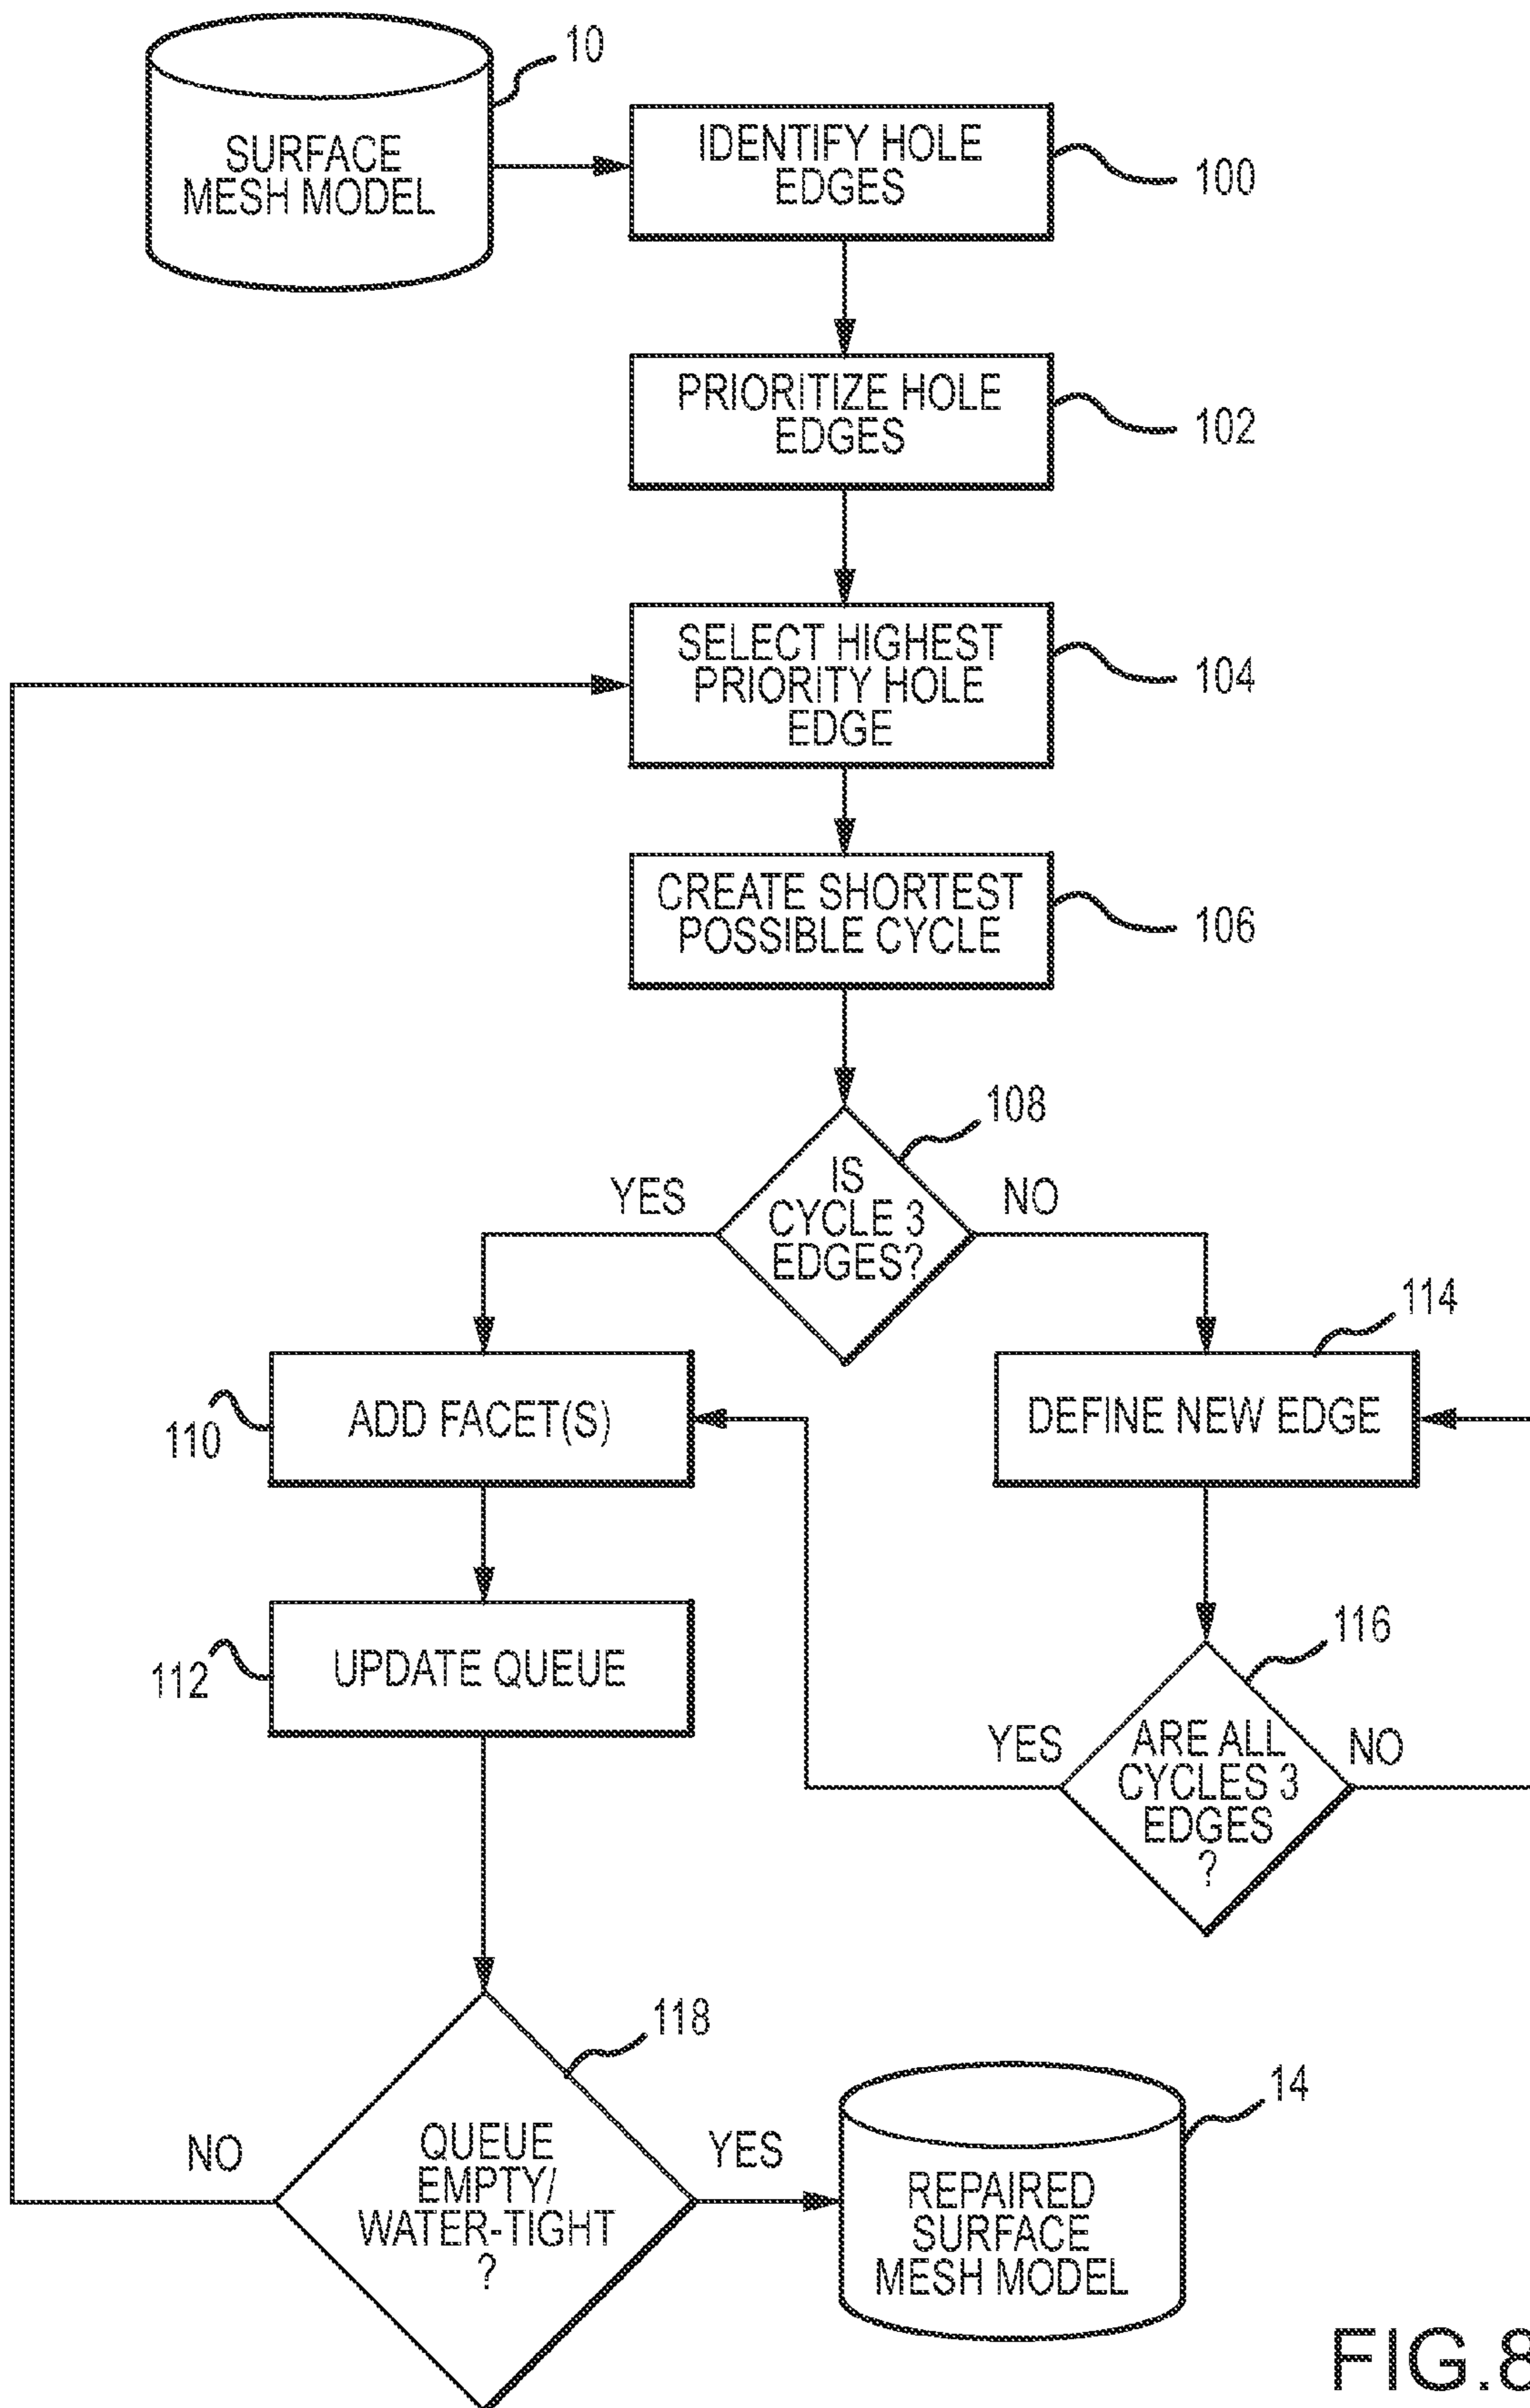 10
SURFACE
MESH MODEL
IDENTIFY HOLE
EDGES
100
PRIORITIZE HOLE
EDGES
102
SELECT HIGHEST
PRIORITY HOLE
EDGE
104
CREATE SHORTEST
POSSIBLE CYCLE
106
108
IS
CYCLE 3
EDGES?
YES
NO
114
110
ADD FACET(S)
DEFINE NEW EDGE
112
UPDATE QUEUE
116
YES
ARE ALL
CYCLES 3
EDGES
?
NO
118
NO
QUEUE
EMPTY/
WATER-TIGHT
?
YES
14
REPAIRED
SURFACE
MESH MODEL
FIG.8